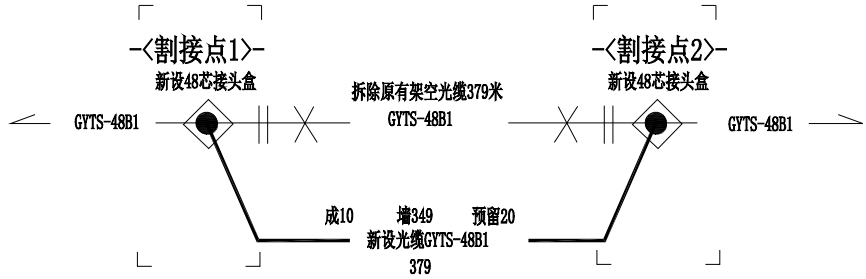 -<割接点1>-
新设48芯接头盒
-<割接点2>-
新设48芯接头盒
拆除原有架空光缆379米
GYTS-48B1
GYTS-48B1
GYTS-48B1
成10 墙349 预留20
新设光缆GYTS-48B1
379